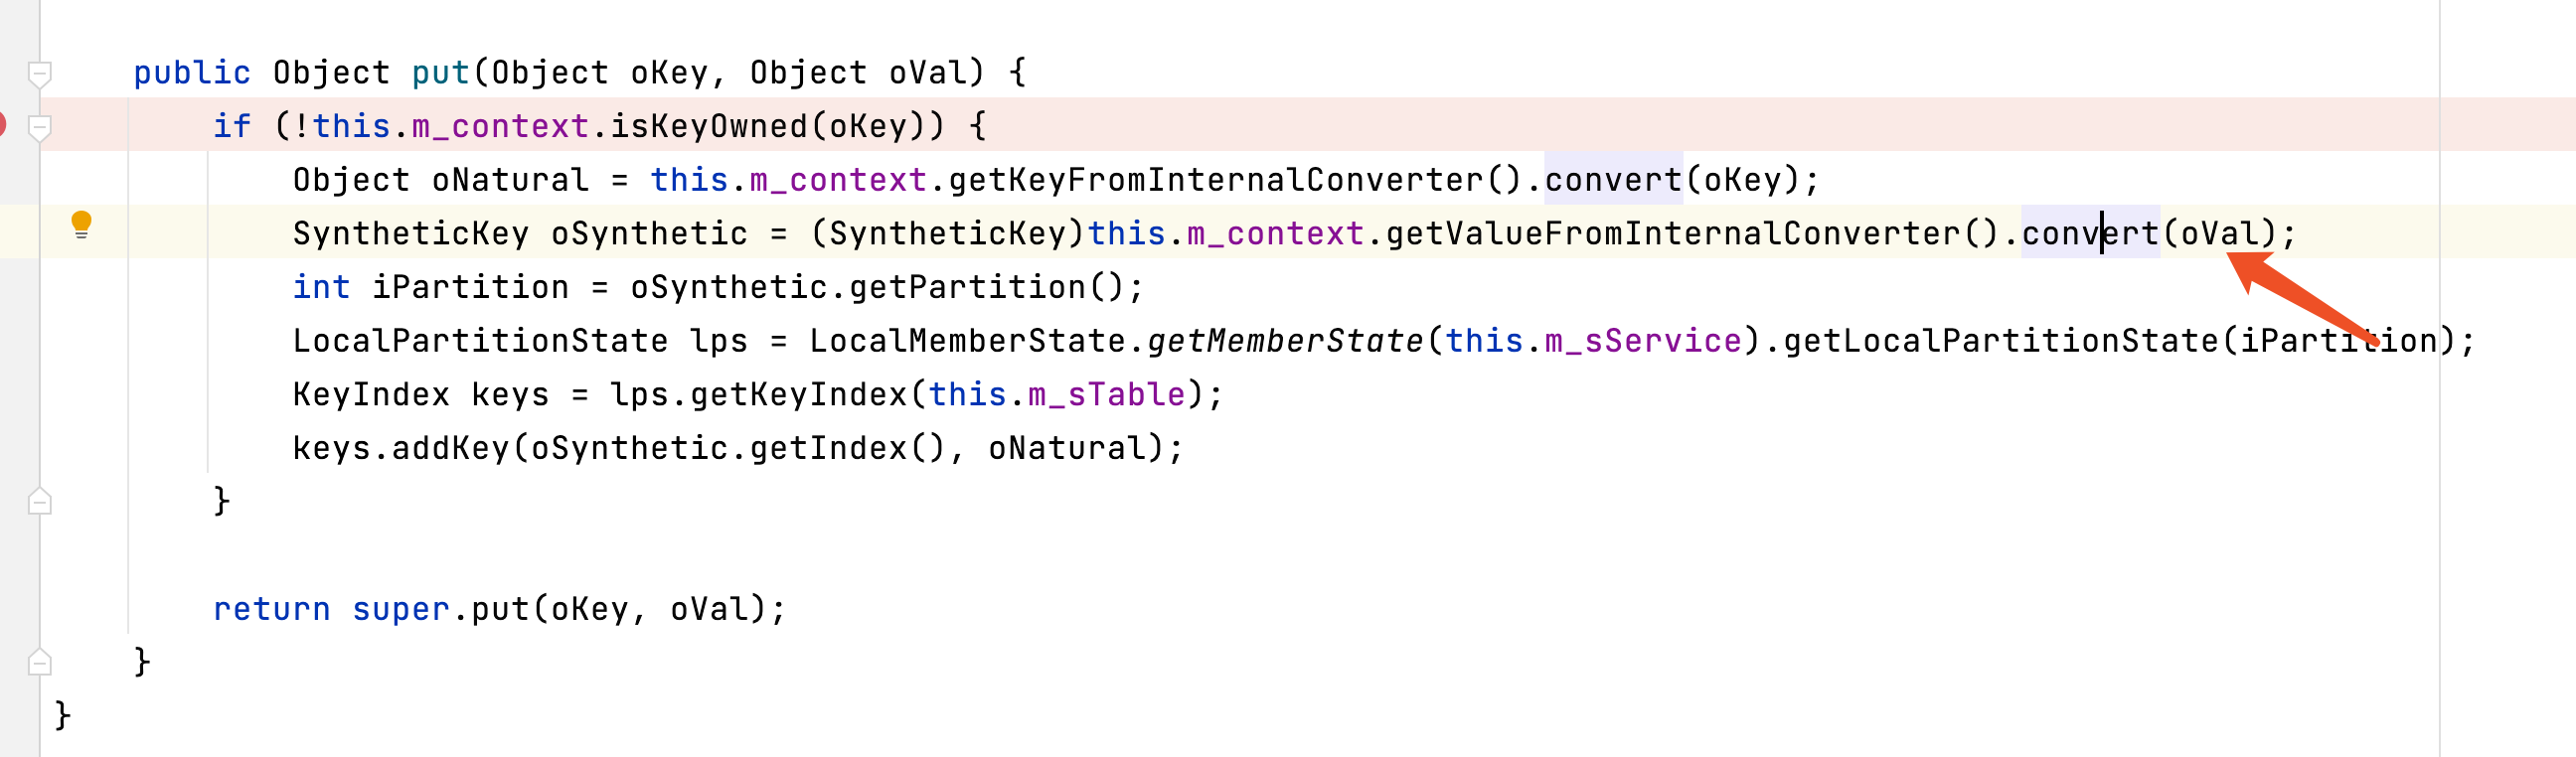 public Object put(Object oKey, Object oVal) {
if (!this.m_context.isKeyOwned(oKey)) {
Object oNatural = this.m_context.getKeyFromInternalConverter().convert(oKey);
SyntheticKey oSynthetic = (SyntheticKey)this.m_context.getValueFromInternalConverter().convert(oVal);
int iPartition = oSynthetic.getPartition();
LocalPartitionState lps = LocalMemberState.getMemberState(this.m_sService).getLocalPartitionState(iPartition);
KeyIndex keys = lps.getKeyIndex(this.m_sTable);
keys.addKey(oSynthetic.getIndex(), oNatural);
}
return super.put(oKey, oVal);
}
}